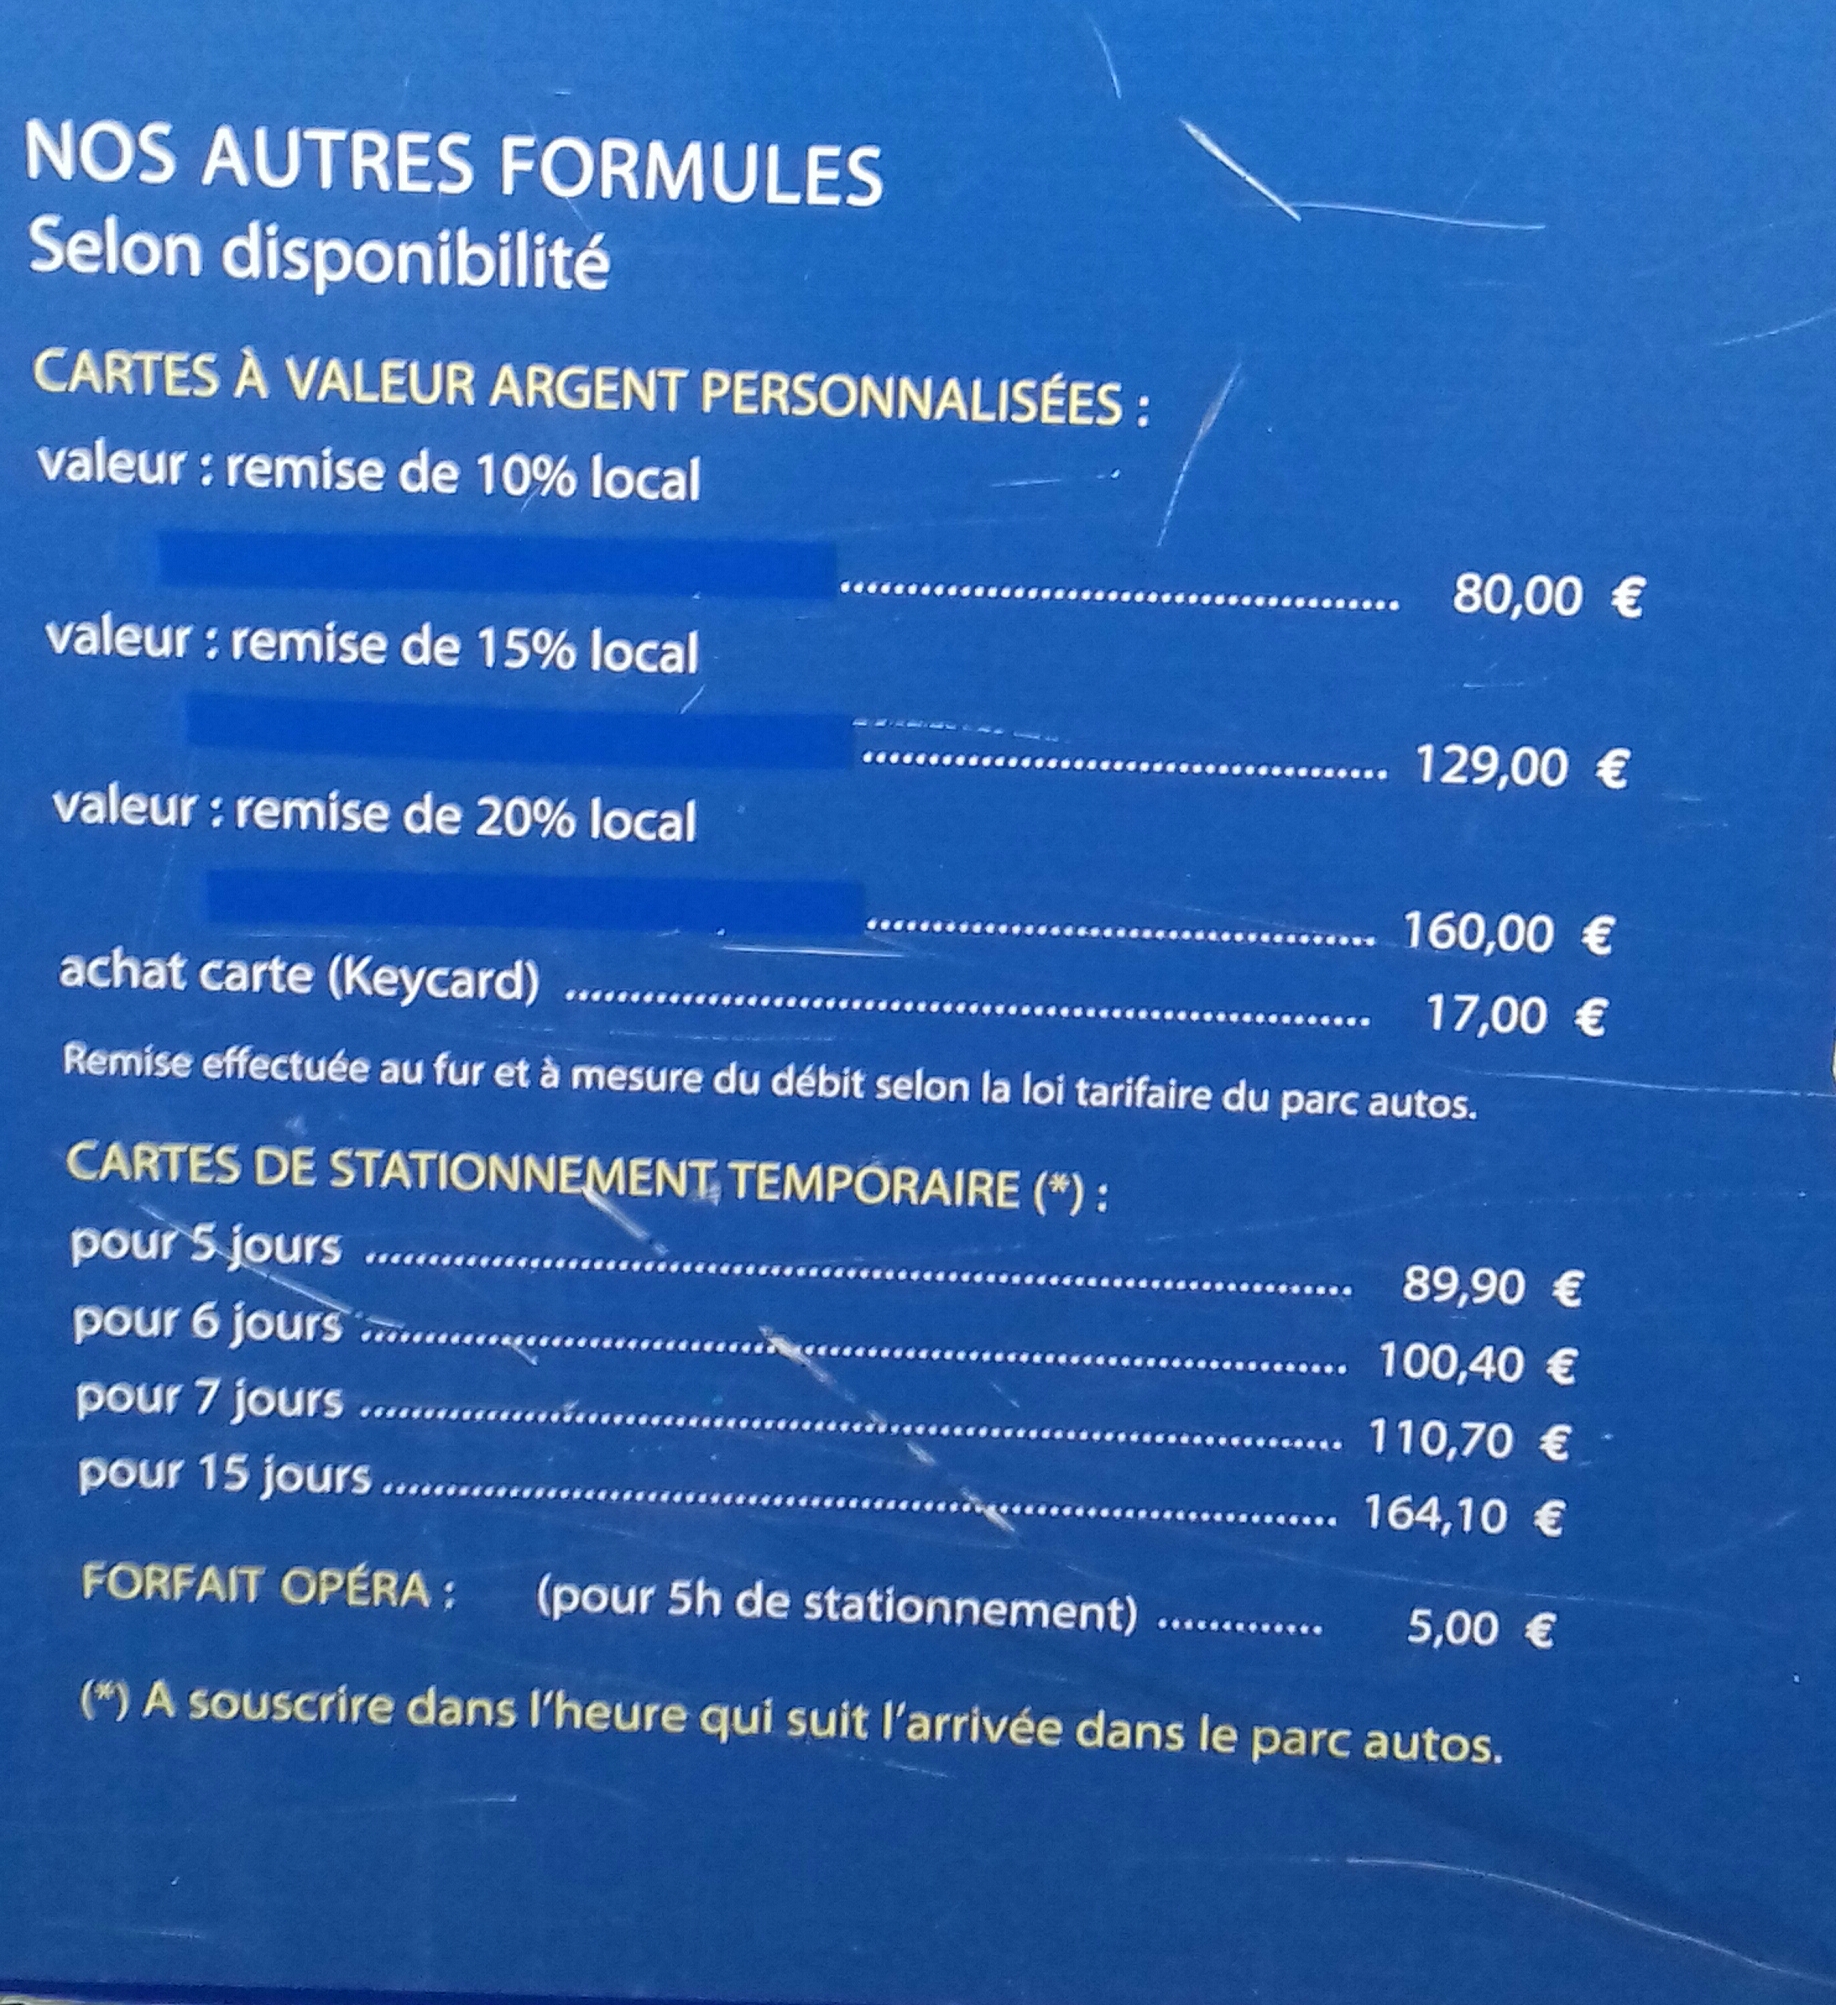 NOS AUTRES FORMULES
Selon disponibilité
CARTES À VALEUR ARGENT PERSONNALISÉES :
valeur : remise de 10% local
........................................... 80,00 €
valeur : remise de 15% local
........................................ 129,00 €
valeur : remise de 20% local
....................................... 160,00 €
achat carte (Keycard) .............................................................. 17,00 €
Remise effectuée au fur et à mesure du débit selon la loi tarifaire du parc autos.
CARTES DE STATIONNEMENT TEMPORAIRE (*) :
pour 5 jours ............................................................................ 89,90 €
pour 6 jours ............................................................................ 100,40 €
pour 7 jours ............................................................................ 110,70 €
pour 15 jours .......................................................................... 164,10 €
FORFAIT OPÉRA : (pour 5h de stationnement) ............. 5,00 €
(*) A souscrire dans l'heure qui suit l'arrivée dans le parc autos.